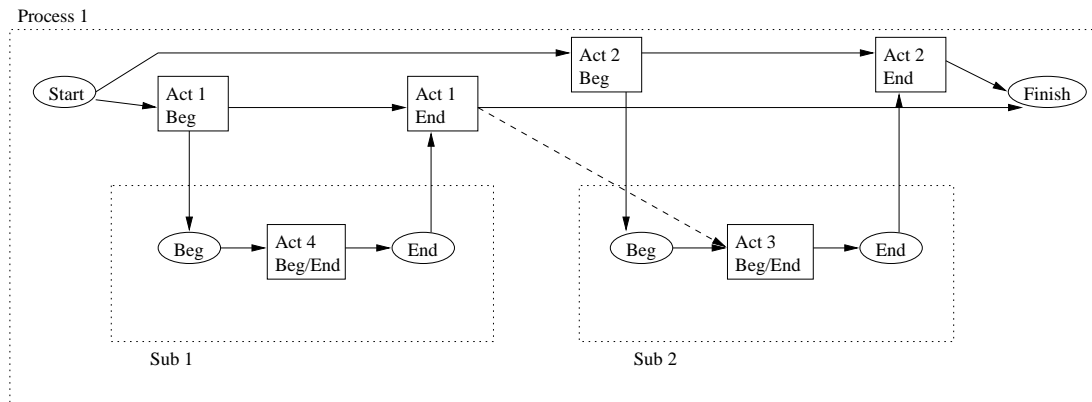 Process 1
Start
Act 1
Beg
Act 1
End
Act 2
Beg
Act 2
End
Finish
Beg
Act 4
Beg/End
End
Beg
Act 3
Beg/End
End
Sub 1
Sub 2